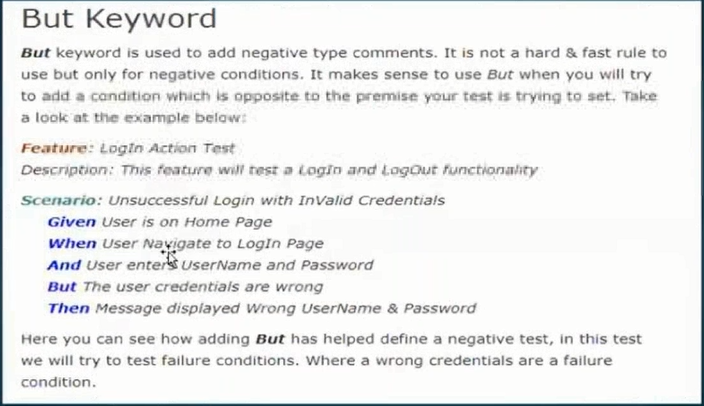 But Keyword
But keyword is used to add negative type comments. It is not a hard & fast rule to
use but only for negative conditions. It makes sense to use But when you will try
to add a condition which is opposite to the premise your test is trying to set. Take
a look at the example below:
Feature: LogIn Action Test
Description: This feature will test a LogIn and LogOut functionality
Scenario: Unsuccessful Login with InValid Credentials
Given User is on Home Page
When User Navigate to LogIn Page
And User enters UserName and Password
But The user credentials are wrong
Then Message displayed Wrong UserName & Password
Here you can see how adding But has helped define a negative test, in this test
we will try to test failure conditions. Where a wrong credentials are a failure
condition.